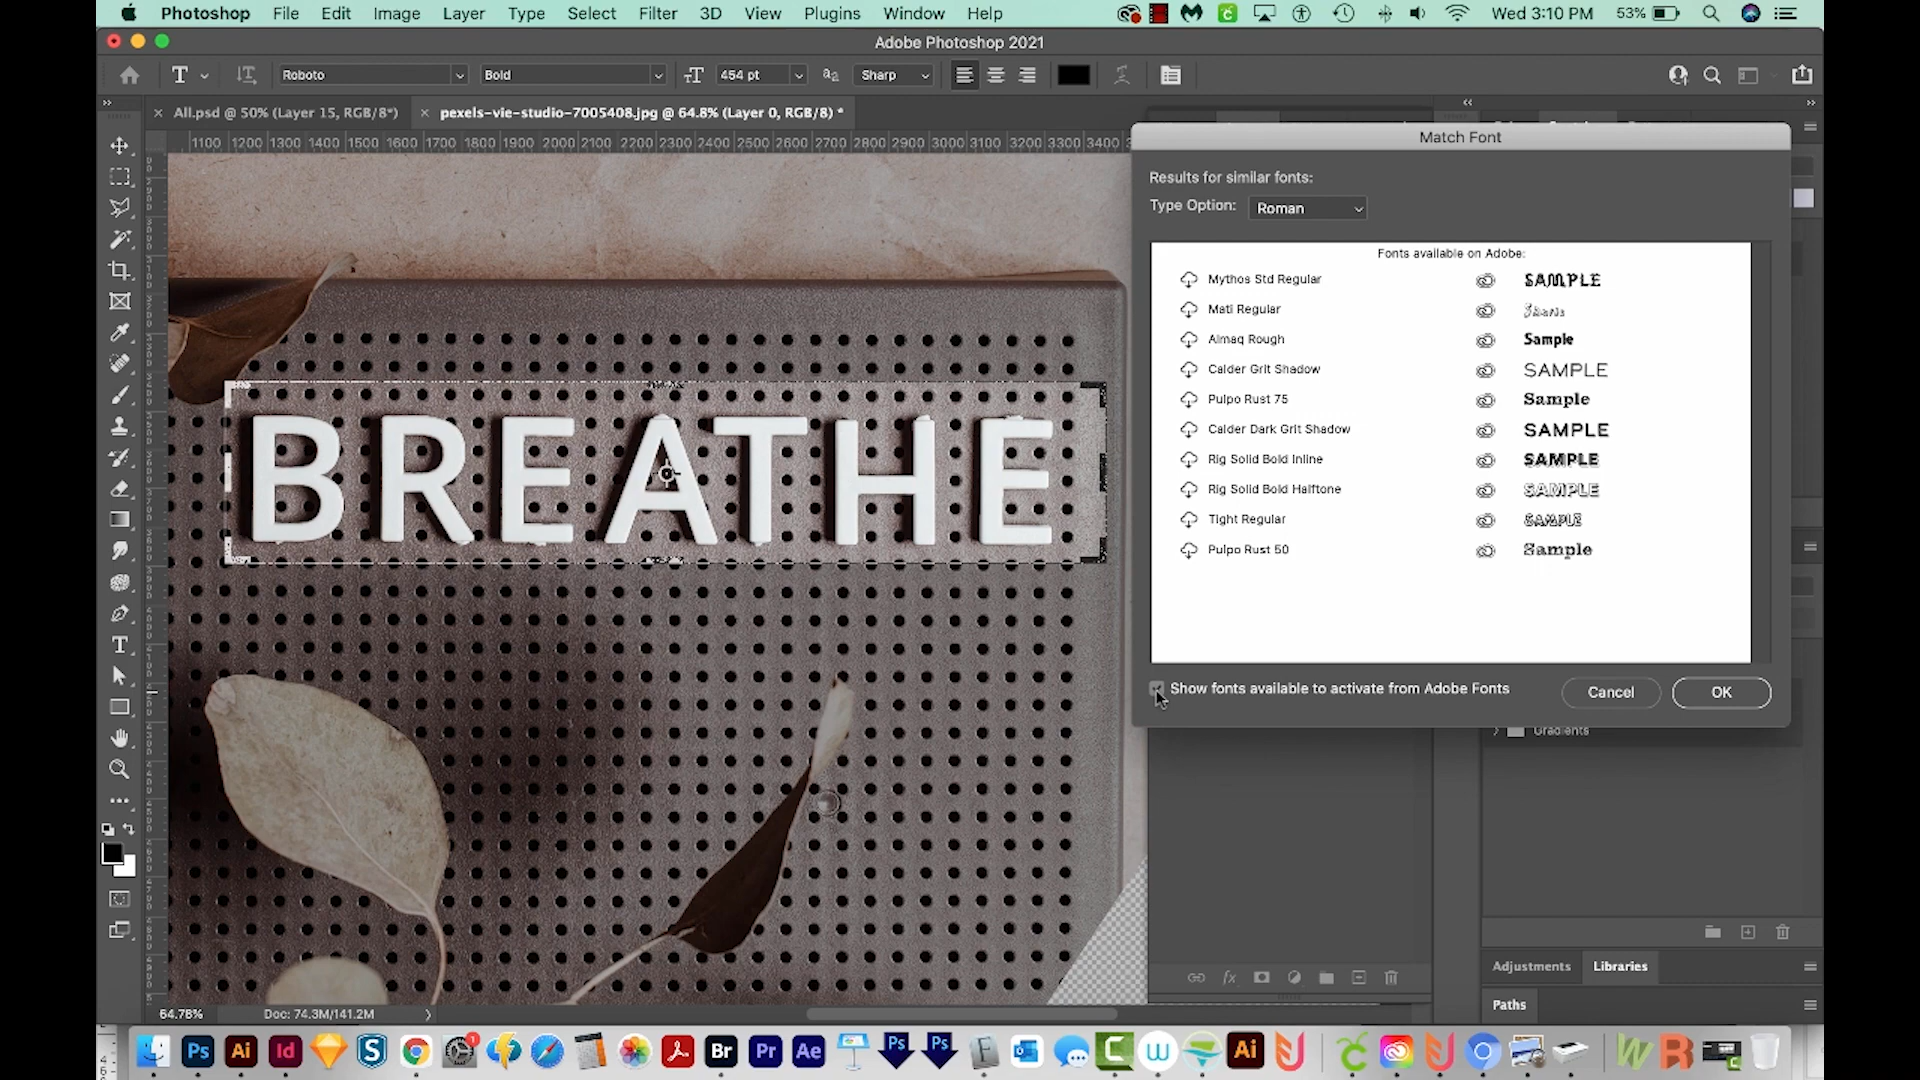 Photoshop File Edit Image Layer Type Select Filter 3D View Plugins Window Help Wed 3:10 PM 53%
Adobe Photoshop 2021
Roboto Bold 454 pt Sharp
All.psd @ 50% (Layer 15, RGB/8*) pexels-vie-studio-7005408.jpg @ 64.8% (Layer 0, RGB/8) *
1100 1200 1300 1400 1500 1600 1700 1800 1900 2000 2100 2200 2300 2400 2500 2600 2700 2800 2900 3000 3100 3200 3300 3400
Match Font
Results for similar fonts:
Type Option: Roman
Fonts available on Adobe:
Mythos Std Regular SAMPLE
Mati Regular
Almaq Rough Sample
Calder Grit Shadow SAMPLE
Pulpo Rust 75 Sample
Calder Dark Grit Shadow SAMPLE
Rig Solid Bold Inline SAMPLE
Rig Solid Bold Halftone SAMPLE
Tight Regular SAMPLE
Pulpo Rust 50 Sample
BREATHE
Show fonts available to activate from Adobe Fonts Cancel OK
Gradients
Adjustments Libraries
Paths
64.78% Doc: 74.3M/141.2M
Ps Ai Id S Br Pr Ae Ps Ps Ai